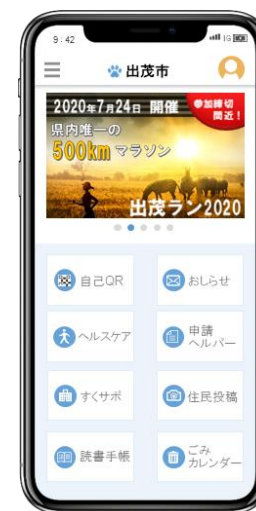 9:42
1G
出茂市
2020年7月24日 開催
参加締切
間近!
県内唯一の
500km マラソン
出茂ラン2020
自己QR
おしらせ
ヘルスケア
申請
ヘルパー
すくサポ
住民投稿
読書手帳
ごみ
カレンダー